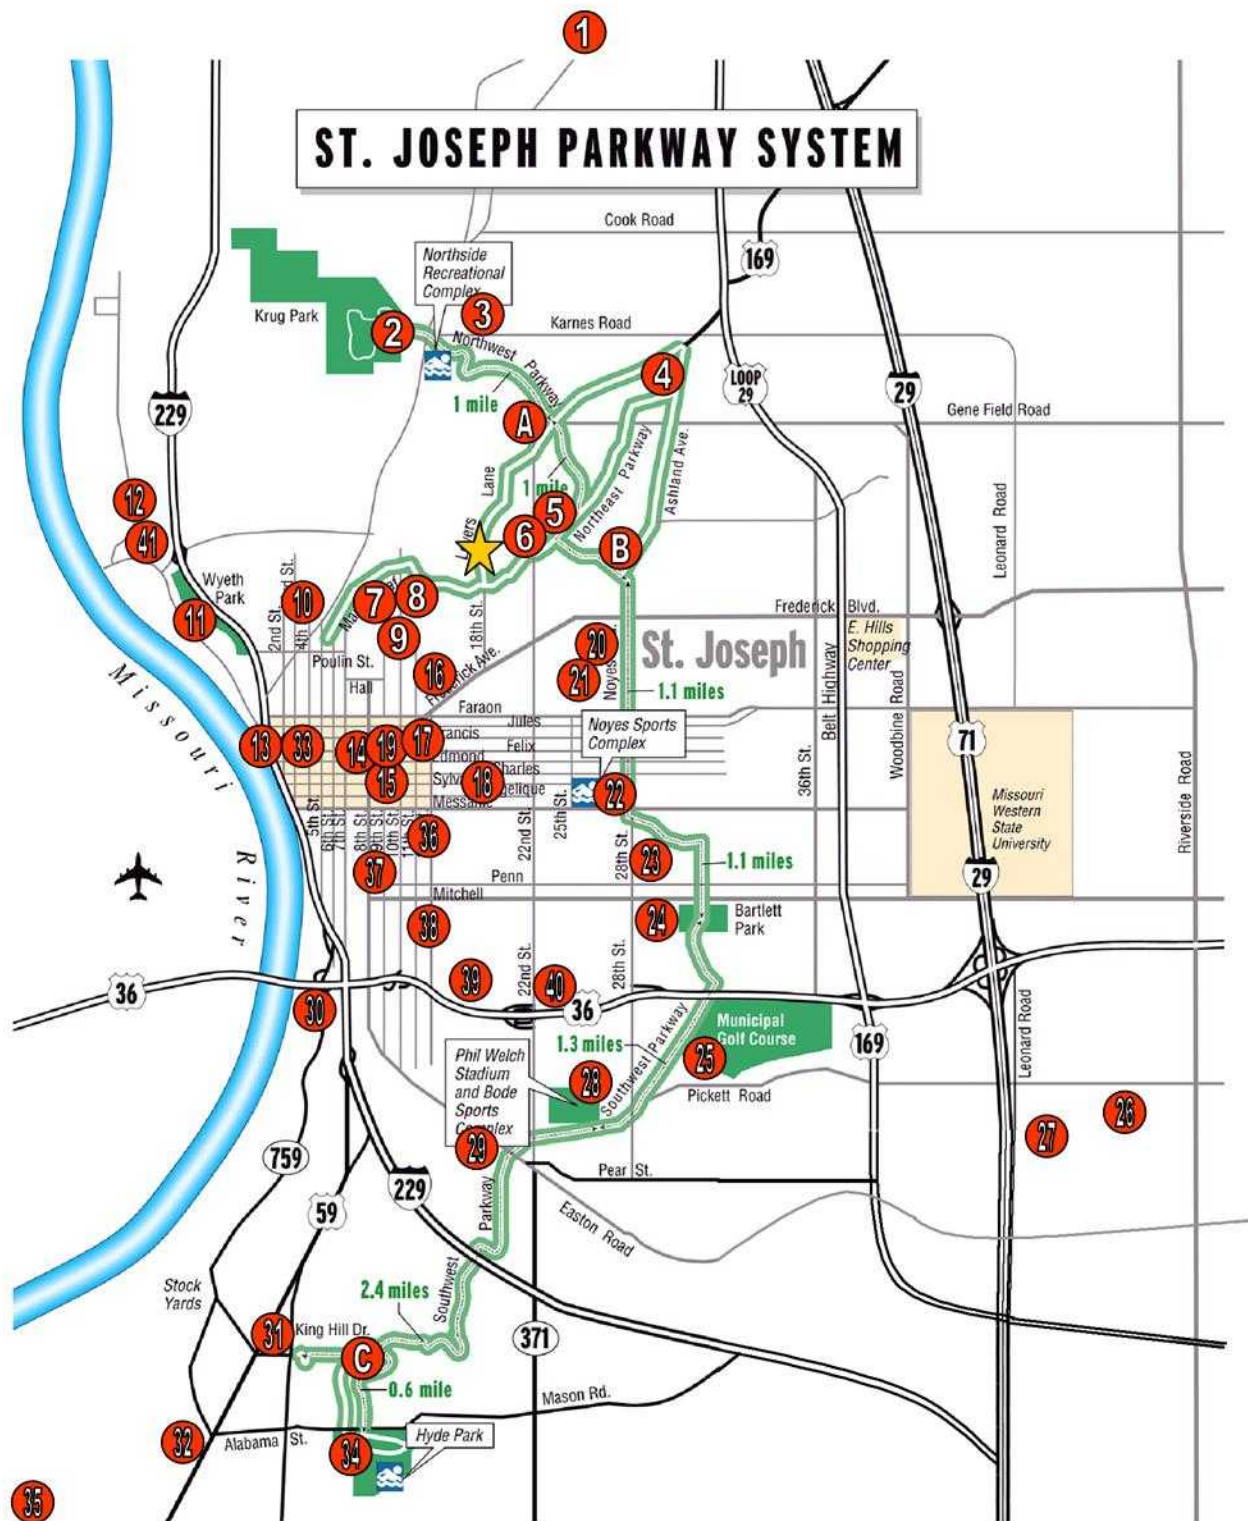 1
ST. JOSEPH PARKWAY SYSTEM
Cook Road
169
Northside
Recreational
Complex
Krug Park
2
3
Karnes Road
Northwest Parkway
4
LOOP
29
29
229
1 mile
A
Gene Field Road
Lane
1 mile
Northeast Parkway
Ashland Ave.
Leonard Road
12
41
5
6
B
Wyeth
Park
11
10
2nd St.
4th
7
8
9
18th St.
Frederick Blvd.
E. Hills
Shopping
Center
Poulin St.
Hall
16
Frederick Ave.
20
21
Noyes
St. Joseph
1.1 miles
Belt Highway
Woodbine Road
Faraon
Jules
Felix
Noyes Sports
Complex
13
33
14
19
17
15
18
Messanie
25th St.
22
36th St.
71
Missouri
Western
State
University
Riverside Road
Missouri
River
5th St.
6th St.
7th St.
8th St.
9th St.
10th St.
36
22nd St.
28th St.
23
1.1 miles
37
Penn
Mitchell
29
38
24
Bartlett
Park
36
39
22nd St.
40
28th St.
36
30
Municipal
Golf Course
1.3 miles
Southwest Parkway
25
169
Leonard Road
Phil Welch
Stadium
and Bode
Sports
Complex
28
Pickett Road
26
27
29
759
59
229
Pear St.
Parkway
Easton Road
Stock
Yards
2.4 miles
Southwest
31
King Hill Dr.
C
371
0.6 mile
Mason Rd.
32
Alabama St.
34
Hyde Park
35